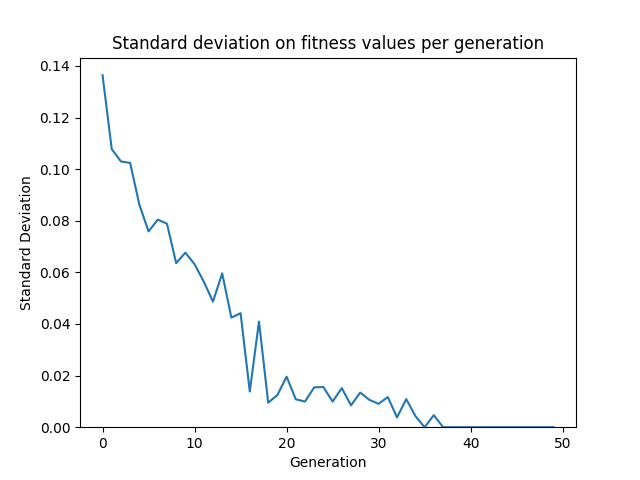 Standard deviation on fitness values per generation
0.14
0.12
0.10
0.08
0.06
0.04
0.02
0.00
Standard Deviation
0 10 20 30 40 50
Generation